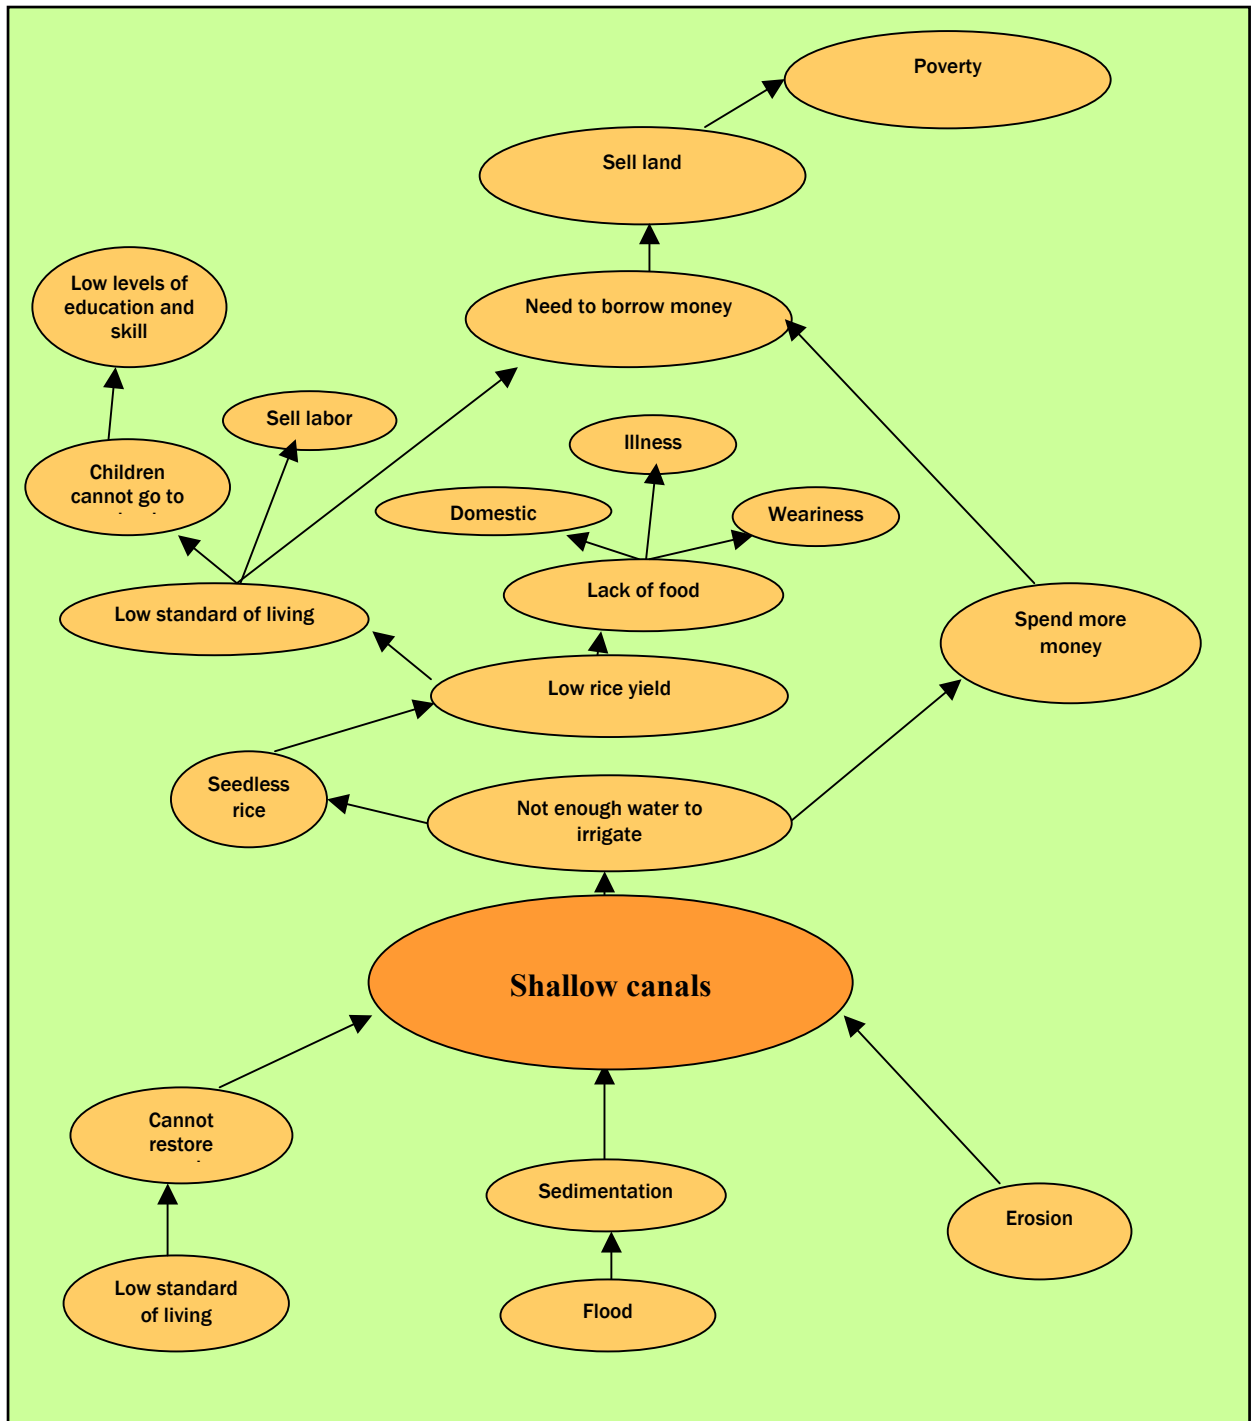 Poverty
Sell land
Need to borrow money
Low levels of
education and
skill
Sell labor
Illness
Children
cannot go to
Domestic
Weariness
Lack of food
Low standard of living
Spend more
money
Low rice yield
Seedless
rice
Not enough water to
irrigate
Shallow canals
Cannot
restore
Sedimentation
Erosion
Low standard
of living
Flood